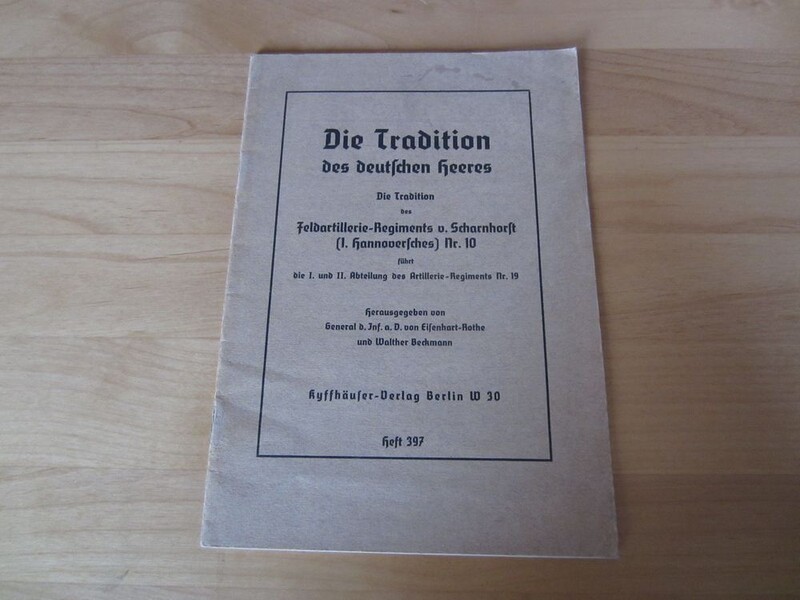 Die Tradition
des deutſchen Heeres
Die Tradition
des
Feldartillerie-Regiments v. Scharnhorſt
(1. Hannoverſches) Nr. 10
führt
die I. und II. Abteilung des Artillerie-Regiments Nr. 19
Herausgegeben von
General d. Inf. a. D. von Eiſenhart-Rothe
und Walther Beckmann
Kyffhäuſer-Verlag Berlin W 30
Heft 397